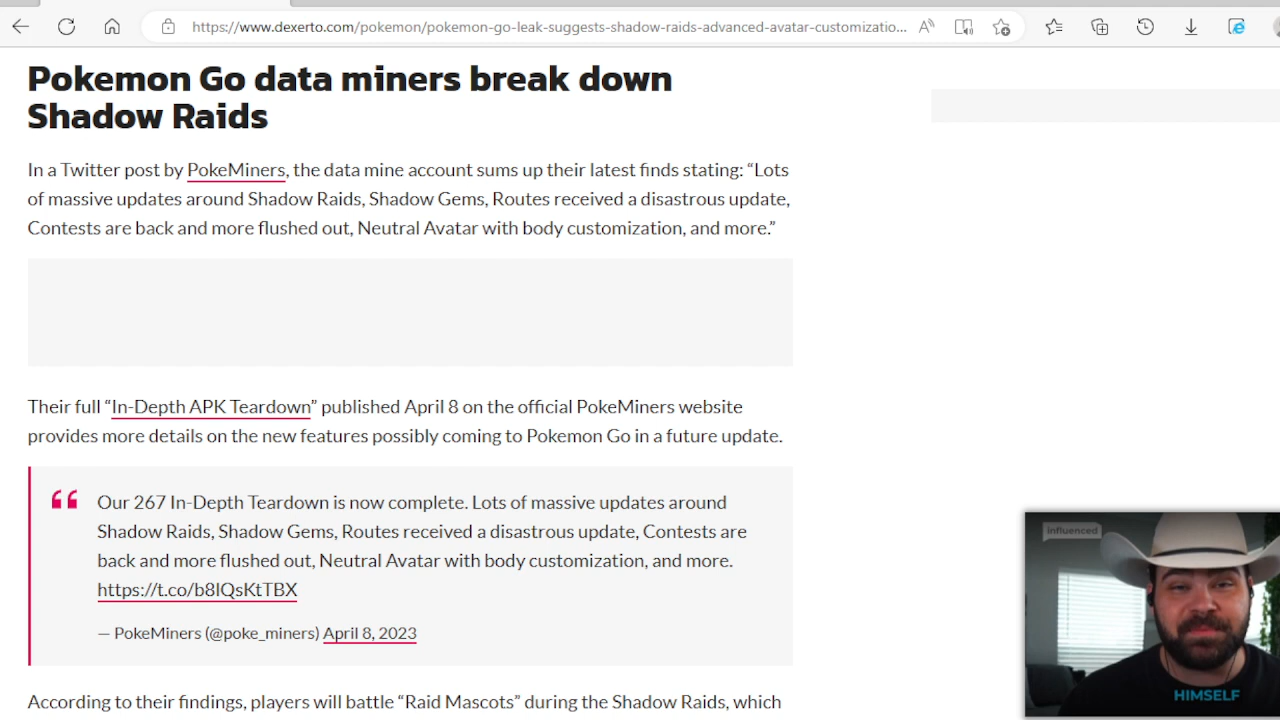 https://www.dexerto.com/pokemon/pokemon-go-leak-suggests-shadow-raids-advanced-avatar-customizatio...
Pokemon Go data miners break down
Shadow Raids
In a Twitter post by PokeMiners, the data mine account sums up their latest finds stating: “Lots
of massive updates around Shadow Raids, Shadow Gems, Routes received a disastrous update,
Contests are back and more flushed out, Neutral Avatar with body customization, and more.”
Their full “In-Depth APK Teardown” published April 8 on the official PokeMiners website
provides more details on the new features possibly coming to Pokemon Go in a future update.
Our 267 In-Depth Teardown is now complete. Lots of massive updates around
Shadow Raids, Shadow Gems, Routes received a disastrous update, Contests are
back and more flushed out, Neutral Avatar with body customization, and more.
https://t.co/b8lQsKtTBX
— PokeMiners (@poke_miners) April 8, 2023
influenced
HIMSELF
According to their findings, players will battle “Raid Mascots” during the Shadow Raids, which